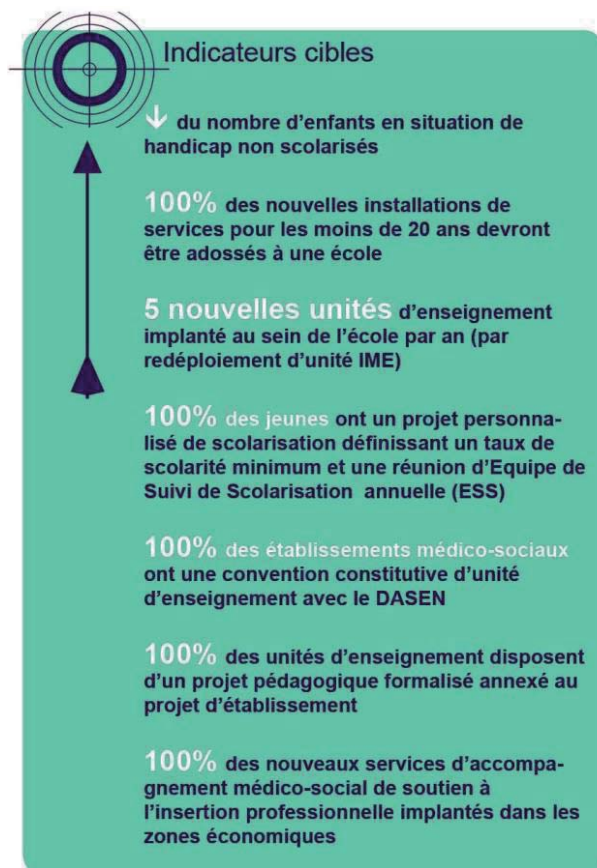 Indicateurs cibles
↓ du nombre d’enfants en situation de
handicap non scolarisés
100% des nouvelles installations de
services pour les moins de 20 ans devront
être adossés à une école
5 nouvelles unités d’enseignement
implanté au sein de l’école par an (par
redéploiement d’unité IME)
100% des jeunes ont un projet personna-
lisé de scolarisation définissant un taux de
scolarité minimum et une réunion d’Equipe de
Suivi de Scolarisation annuelle (ESS)
100% des établissements médico-sociaux
ont une convention constitutive d’unité
d’enseignement avec le DASEN
100% des unités d’enseignement disposent
d’un projet pédagogique formalisé annexé au
projet d’établissement
100% des nouveaux services d’accompa-
gnement médico-social de soutien à
l’insertion professionnelle implantés dans les
zones économiques